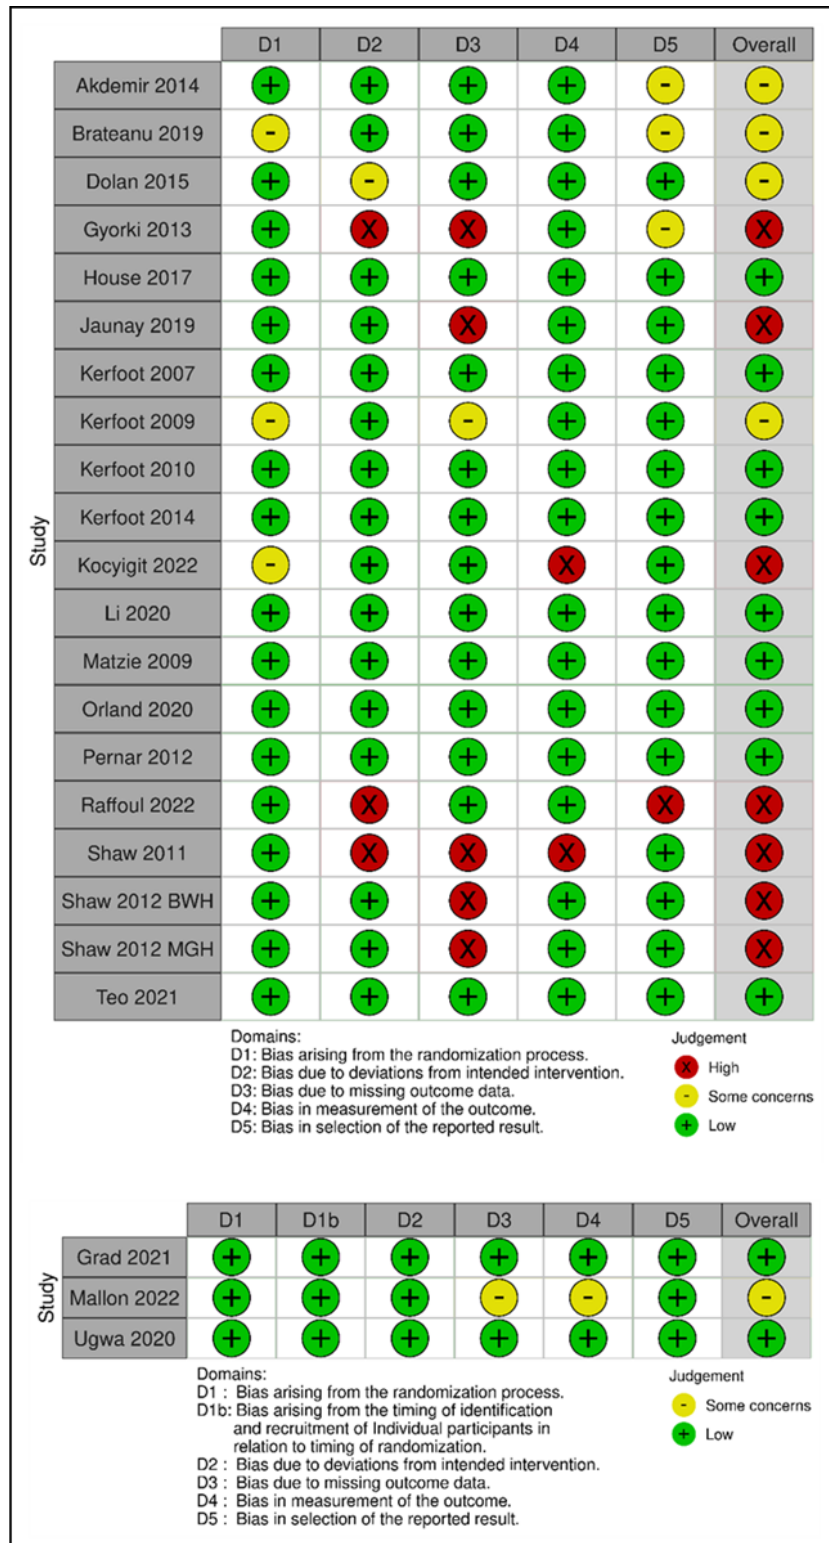 D1 D2 D3 D4 D5 Overall
Akdemir 2014 + + + + - -
Brateanu 2019 - + + + - -
Dolan 2015 + - + + + -
Gyorki 2013 + X X + - X
House 2017 + + + + + +
Jaunay 2019 + + X + + X
Kerfoot 2007 + + + + + +
Kerfoot 2009 - + - + + -
Kerfoot 2010 + + + + + +
Kerfoot 2014 + + + + + +
Study
Kocyigit 2022 - + + X + X
Li 2020 + + + + + +
Matzie 2009 + + + + + +
Orland 2020 + + + + + +
Pernar 2012 + + + + + +
Raffoul 2022 + X + + X X
Shaw 2011 + X X X + X
Shaw 2012 BWH + + X + + X
Shaw 2012 MGH + + X + + X
Teo 2021 + + + + + +
Domains:
D1: Bias arising from the randomization process.
D2: Bias due to deviations from intended intervention.
D3: Bias due to missing outcome data.
D4: Bias in measurement of the outcome.
D5: Bias in selection of the reported result.
Judgement
X High
- Some concerns
+ Low
D1 D1b D2 D3 D4 D5 Overall
Study
Grad 2021 + + + + + + +
Mallon 2022 + + + - - + -
Ugwa 2020 + + + + + + +
Domains:
D1 : Bias arising from the randomization process.
D1b: Bias arising from the timing of identification
and recruitment of Individual participants in
relation to timing of randomization.
D2 : Bias due to deviations from intended intervention.
D3 : Bias due to missing outcome data.
D4 : Bias in measurement of the outcome.
D5 : Bias in selection of the reported result.
Judgement
- Some concerns
+ Low